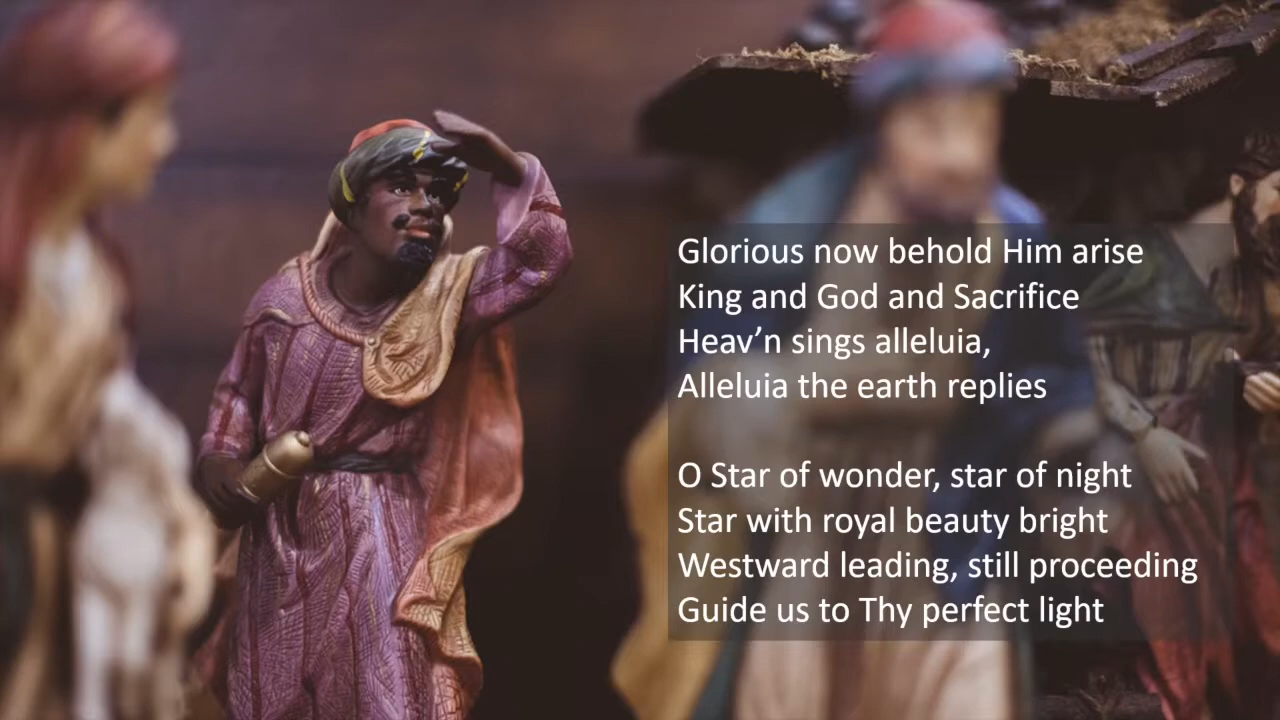 Glorious now behold Him arise
King and God and Sacrifice
Heav’n sings alleluia,
Alleluia the earth replies
O Star of wonder, star of night
Star with royal beauty bright
Westward leading, still proceeding
Guide us to Thy perfect light